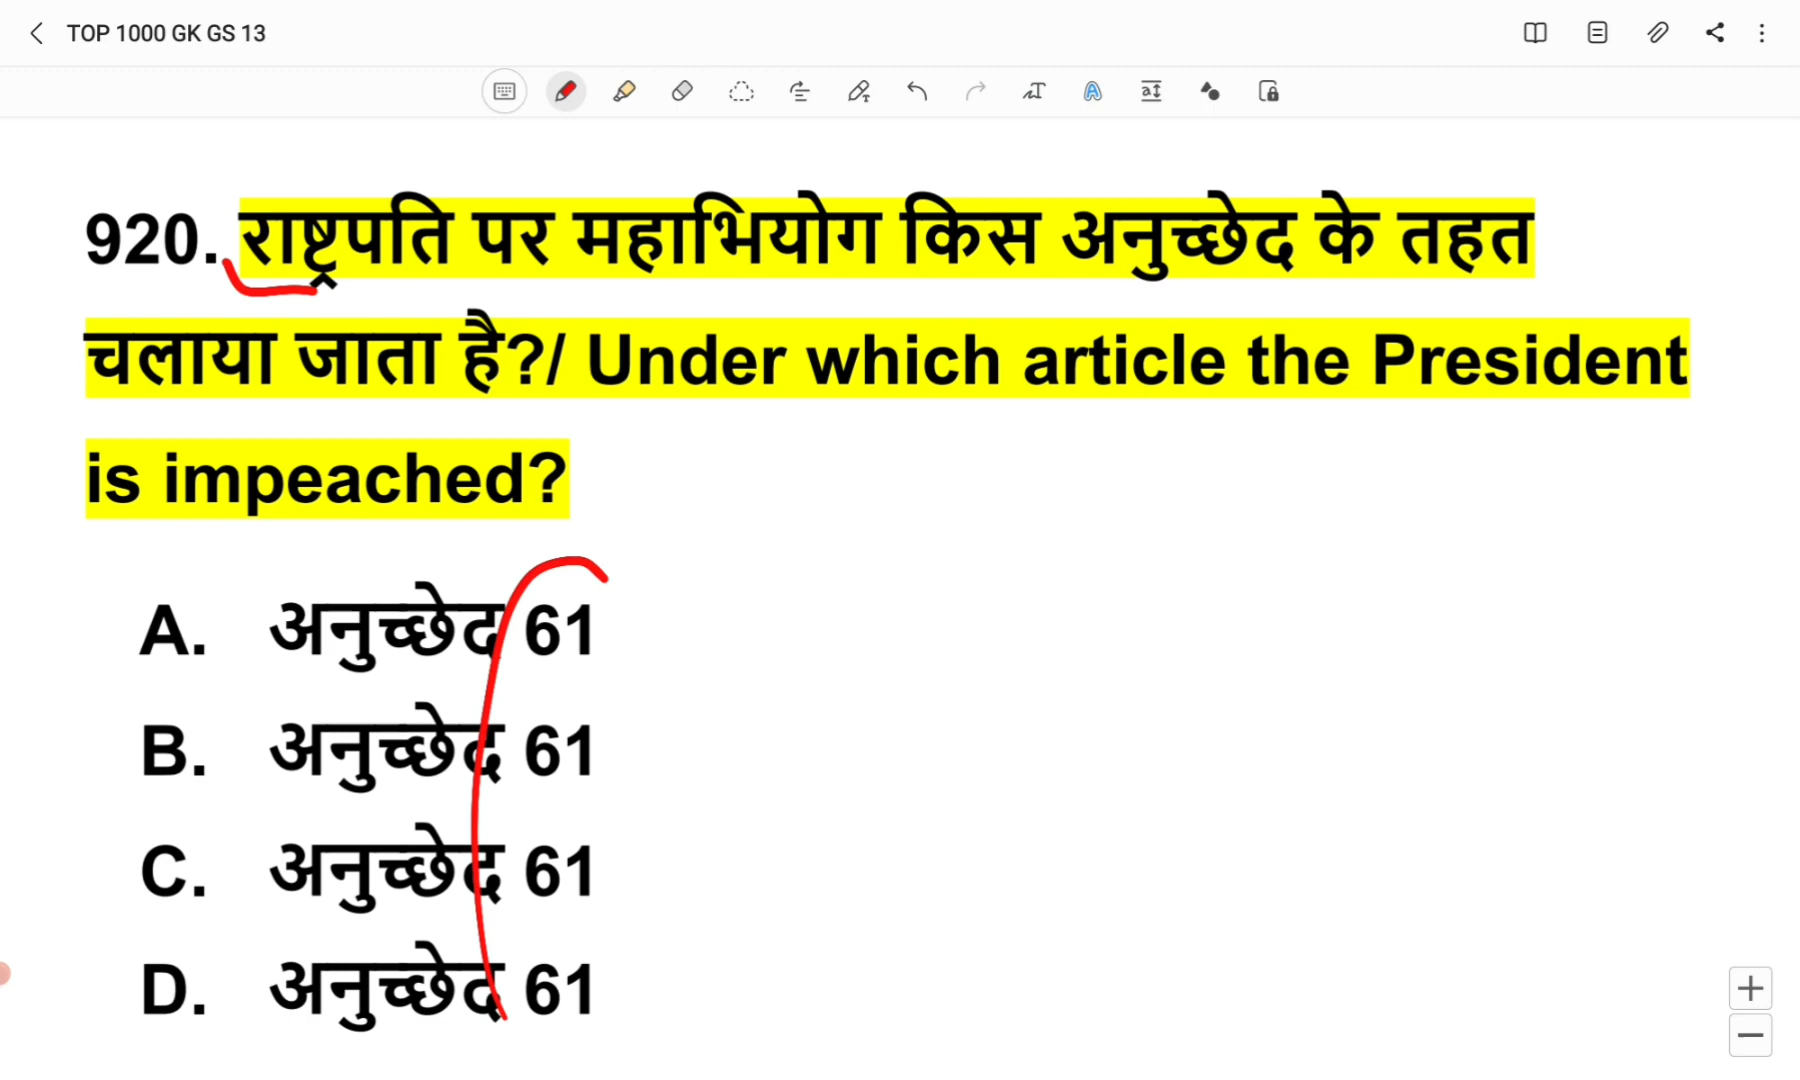 TOP 1000 GK GS 13
920. राष्ट्रपति पर महाभियोग किस अनुच्छेद के तहत
चलाया जाता है?/ Under which article the President
is impeached?
A. अनुच्छेद 61
B. अनुच्छेद 61
C. अनुच्छेद 61
D. अनुच्छेद 61